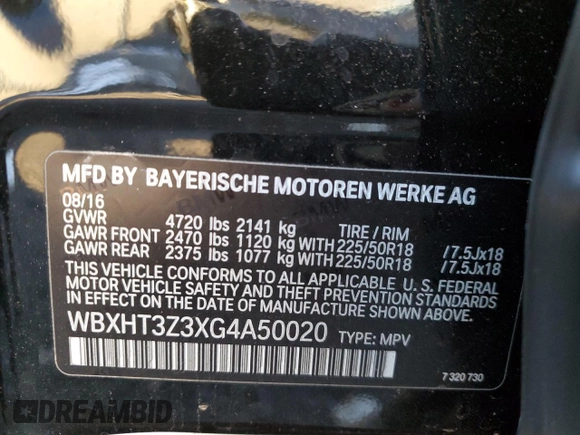 MFD BY BAYERISCHE MOTOREN WERKE AG
08/16
GVWR 4720 lbs 2141 kg TIRE / RIM
GAWR FRONT 2470 lbs 1120 kg WITH 225/50R18 /7.5Jx18
GAWR REAR 2375 lbs 1077 kg WITH 225/50R18 /7.5Jx18
THIS VEHICLE CONFORMS TO ALL APPLICABLE U. S. FEDERAL
MOTOR VEHICLE SAFETY AND THEFT PREVENTION STANDARDS
IN EFFECT ON THE DATE OF MANUFACTURE SHOWN ABOVE.
WBXHT3Z3XG4A50020 TYPE: MPV
7 320 730
DREAMBID